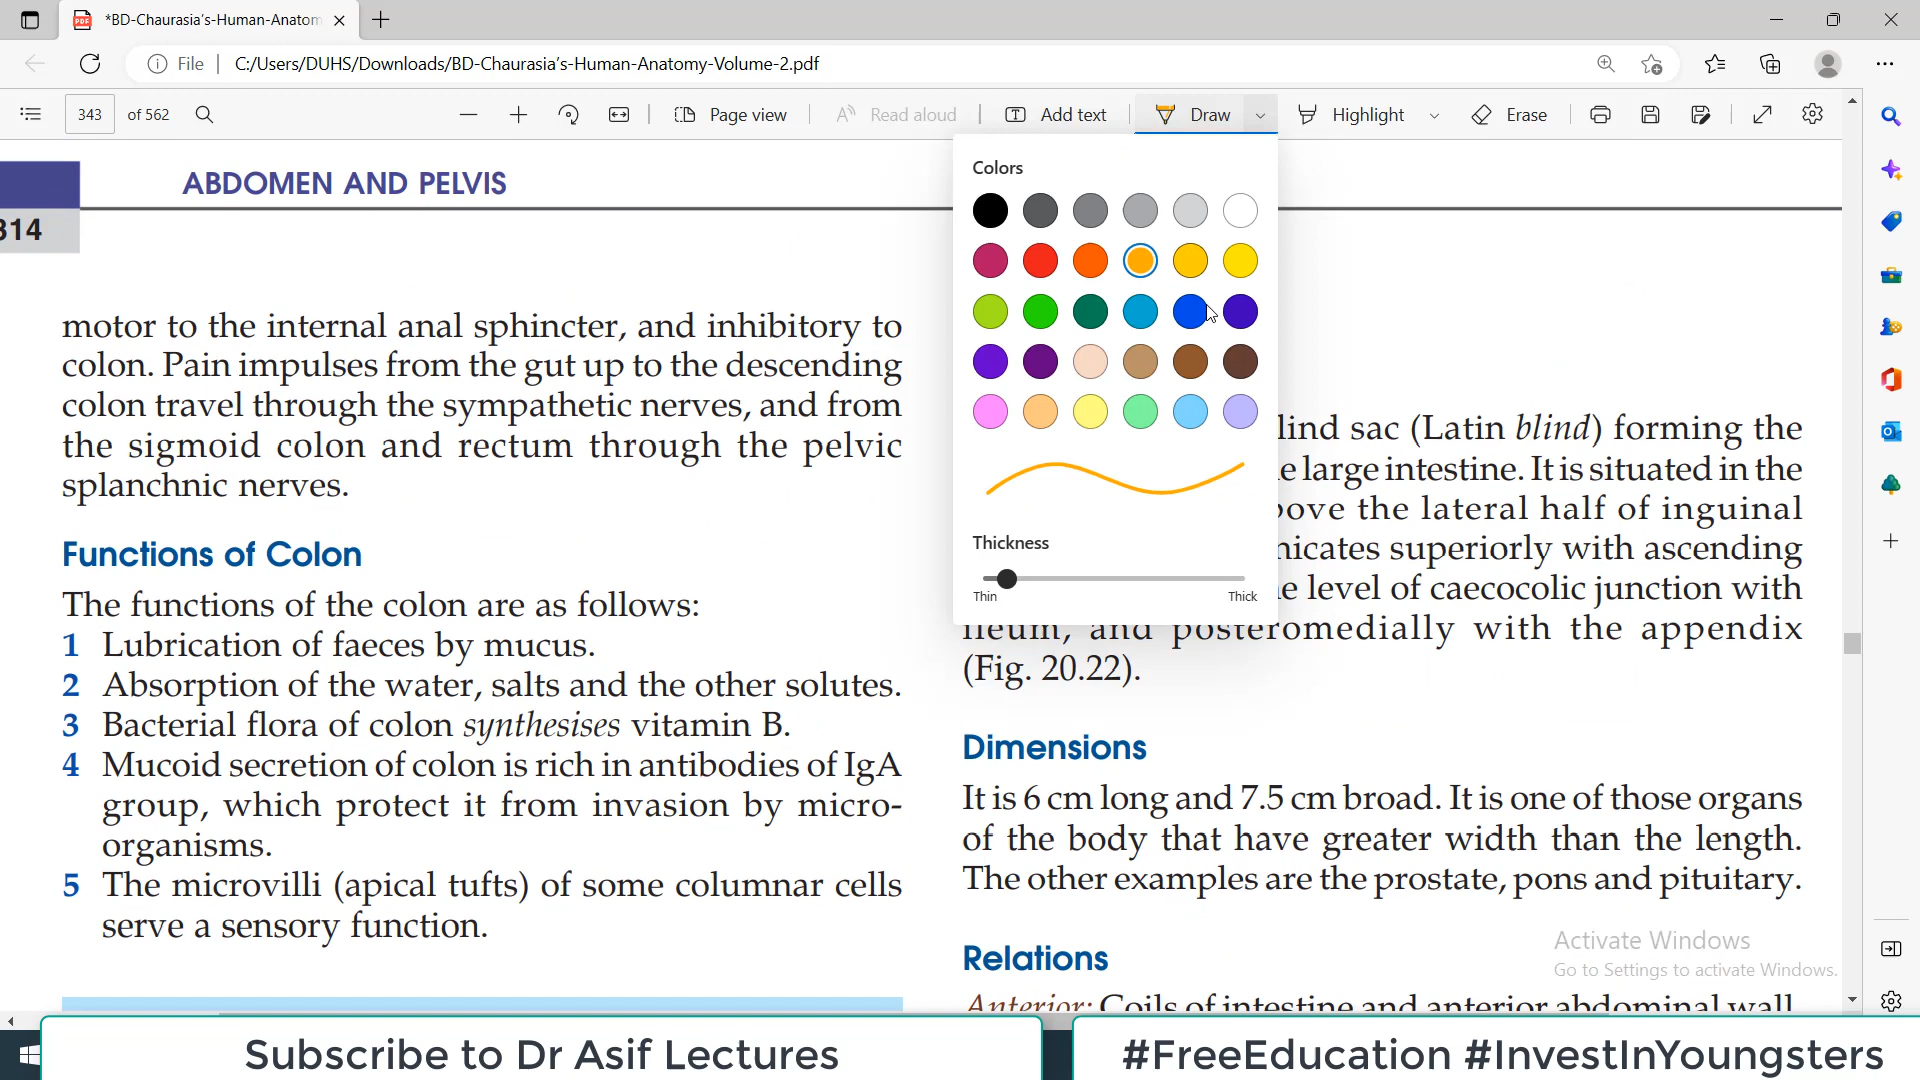 *BD-Chaurasia's-Human-Anatom
File
C:/Users/DUHS/Downloads/BD-Chaurasia's-Human-Anatomy-Volume-2.pdf
343 of 562
Page view
Read aloud
Add text
Draw
Highlight
Erase
ABDOMEN AND PELVIS
314
motor to the internal anal sphincter, and inhibitory to
colon. Pain impulses from the gut up to the descending
colon travel through the sympathetic nerves, and from
the sigmoid colon and rectum through the pelvic
splanchnic nerves.
Functions of Colon
The functions of the colon are as follows:
1 Lubrication of faeces by mucus.
2 Absorption of the water, salts and the other solutes.
3 Bacterial flora of colon synthesises vitamin B.
4 Mucoid secretion of colon is rich in antibodies of IgA
group, which protect it from invasion by micro-
organisms.
5 The microvilli (apical tufts) of some columnar cells
serve a sensory function.
Colors
Thickness
Thin
Thick
lind sac (Latin blind) forming the
e large intestine. It is situated in the
ove the lateral half of inguinal
nicates superiorly with ascending
e level of caecocolic junction with
ileum, and posteromedially with the appendix
(Fig. 20.22).
Dimensions
It is 6 cm long and 7.5 cm broad. It is one of those organs
of the body that have greater width than the length.
The other examples are the prostate, pons and pituitary.
Relations
Anterior: Coils of intestine and anterior abdominal wall
Activate Windows
Go to Settings to activate Windows.
Subscribe to Dr Asif Lectures
#FreeEducation #InvestInYoungsters